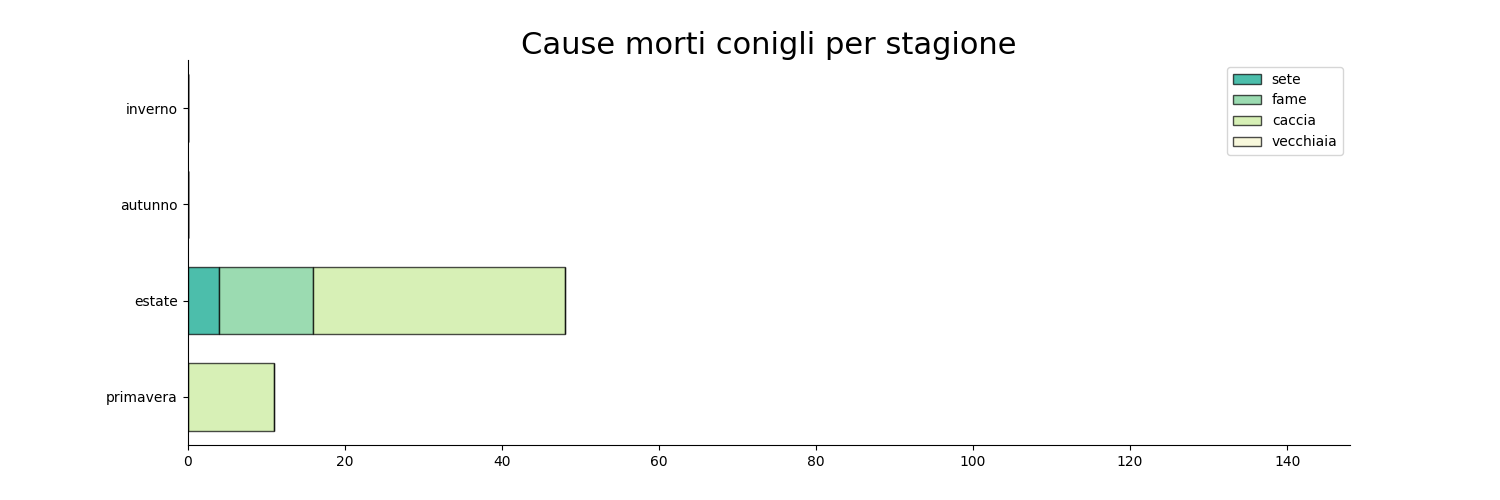 Cause morti conigli per stagione
sete
fame
caccia
vecchiaia
inverno
autunno
estate
primavera
0 20 40 60 80 100 120 140